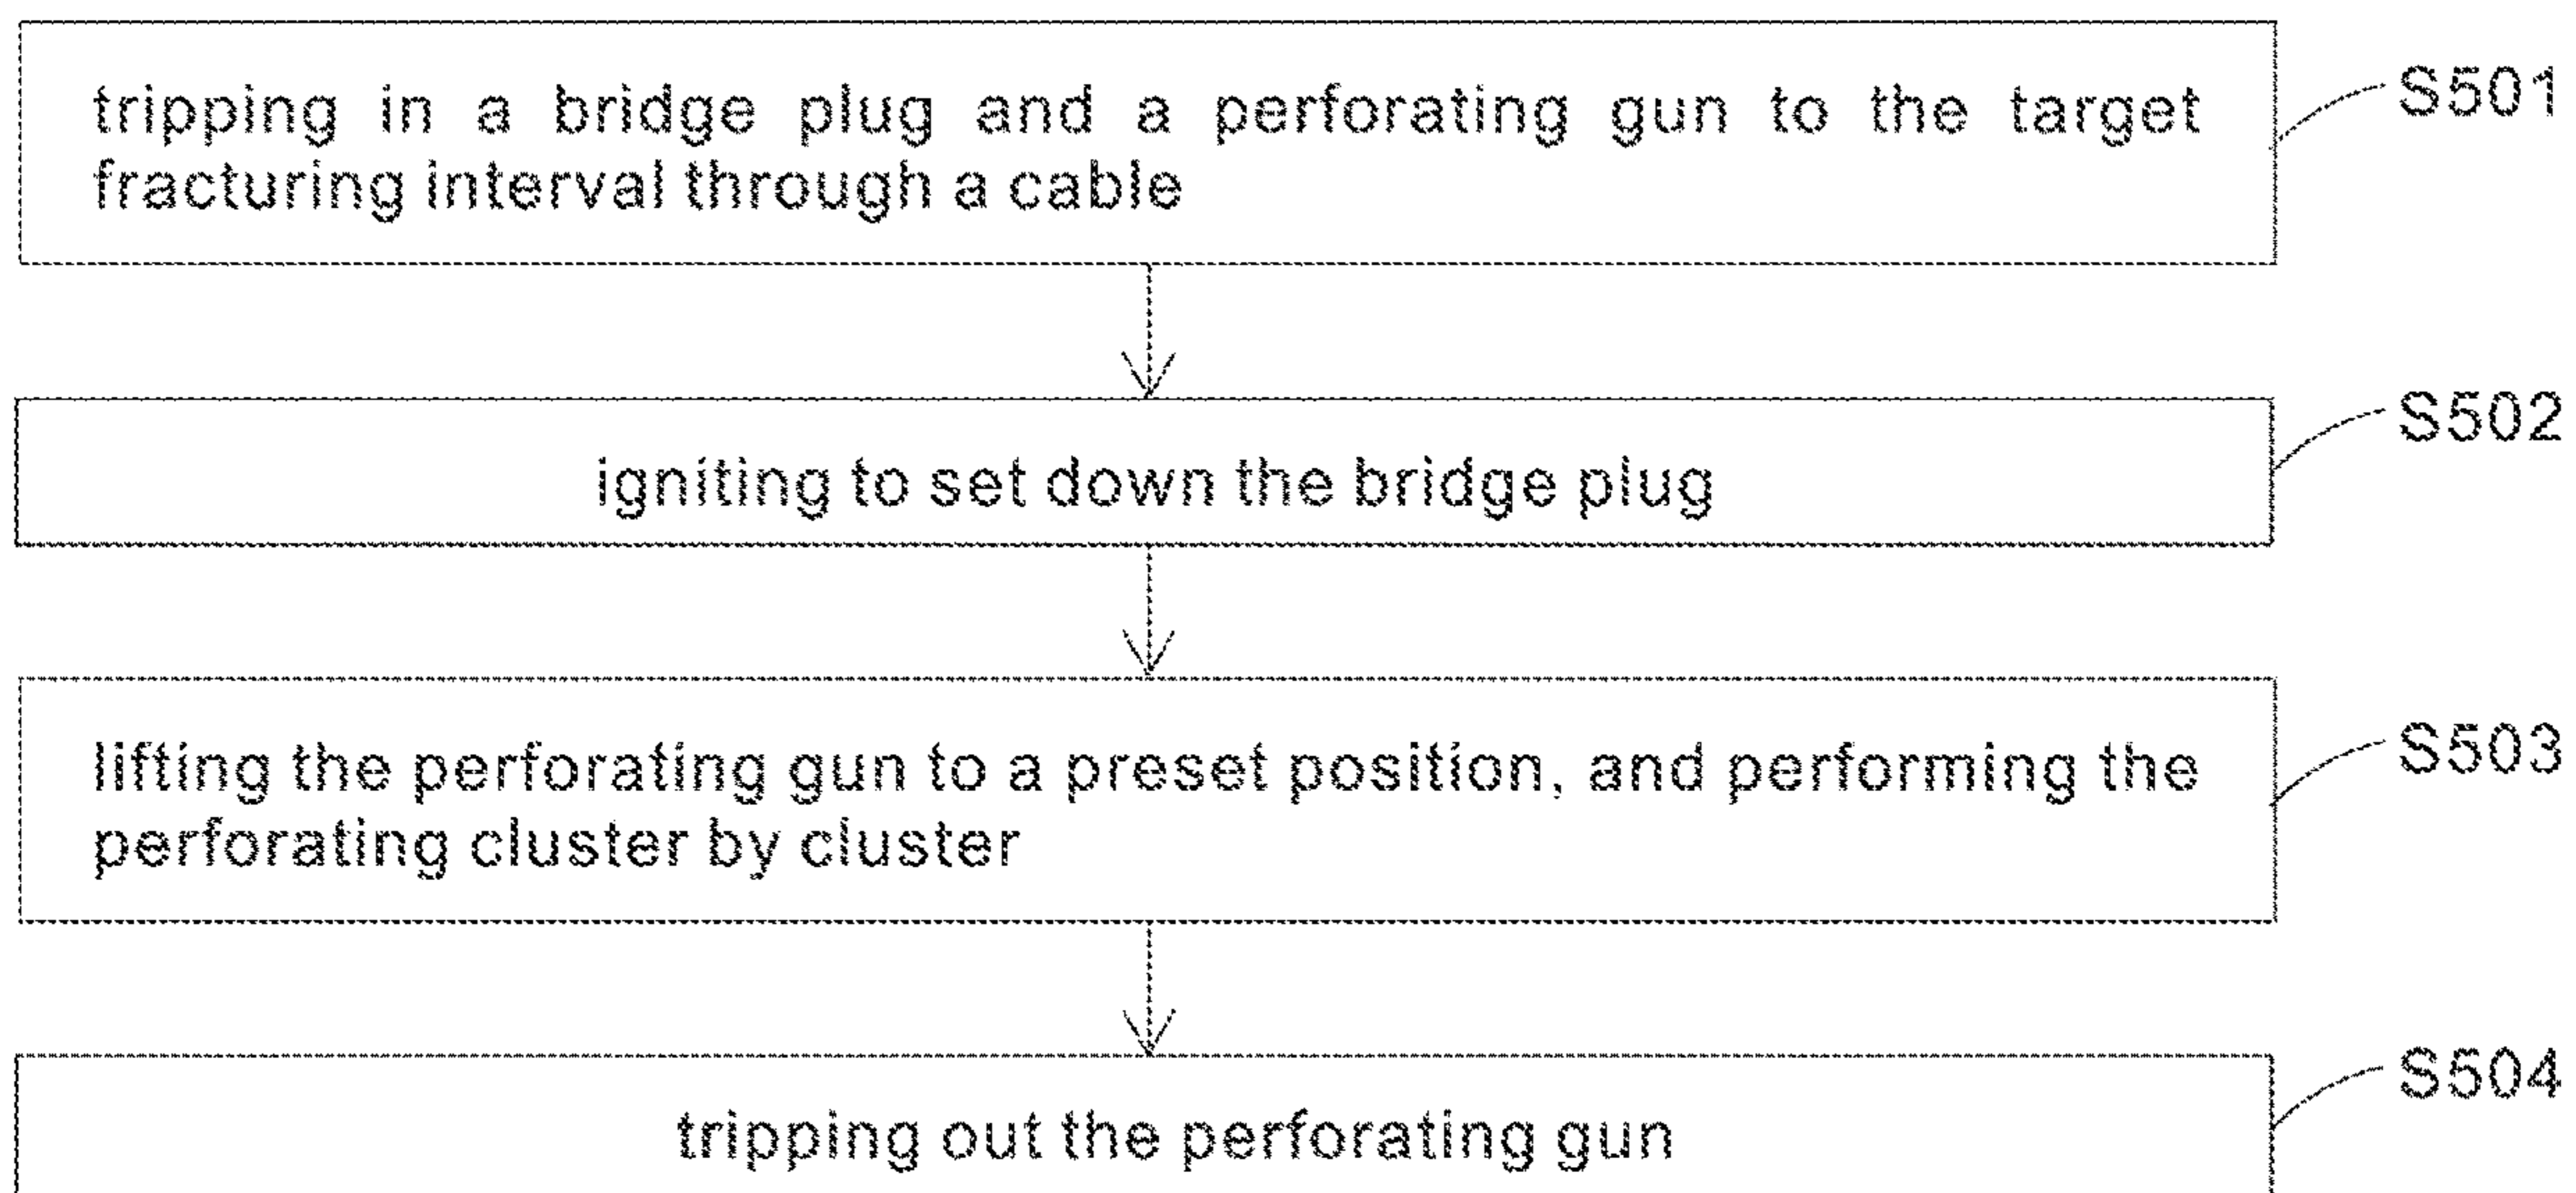 tripping in a bridge plug and a perforating gun to the target
fracturing interval through a cable
S501
igniting to set down the bridge plug
S502
lifting the perforating gun to a preset position, and performing the
perforating cluster by cluster
S503
tripping out the perforating gun
S504